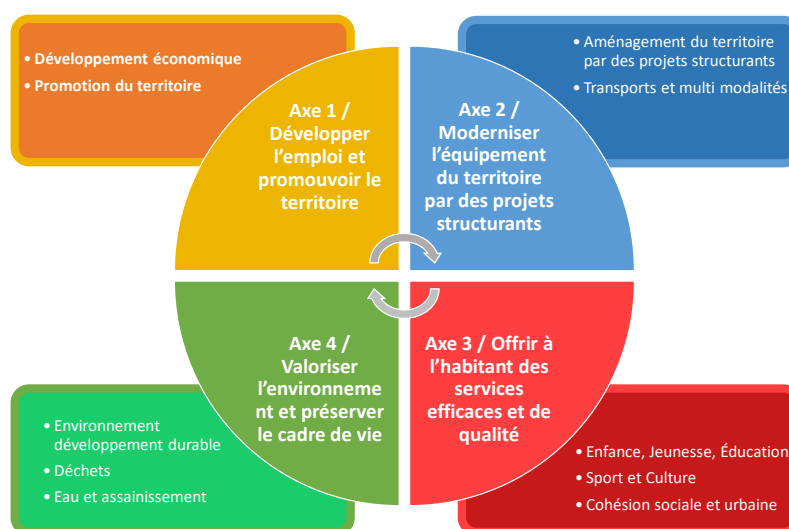 • Développement économique
• Promotion du territoire
Axe 1 /
Développer
l'emploi et
promouvoir le
territoire
• Aménagement du territoire
par des projets structurants
• Transports et multi modalités
Axe 2 /
Moderniser
l'équipement
du territoire
par des projets
structurants
Axe 4 /
Valoriser
l'environneme
nt et préserver
le cadre de vie
• Environnement
développement durable
• Déchets
• Eau et assainissement
Axe 3 / Offrir à
l'habitant des
services
efficaces et de
qualité
• Enfance, Jeunesse, Éducation
• Sport et Culture
• Cohésion sociale et urbaine